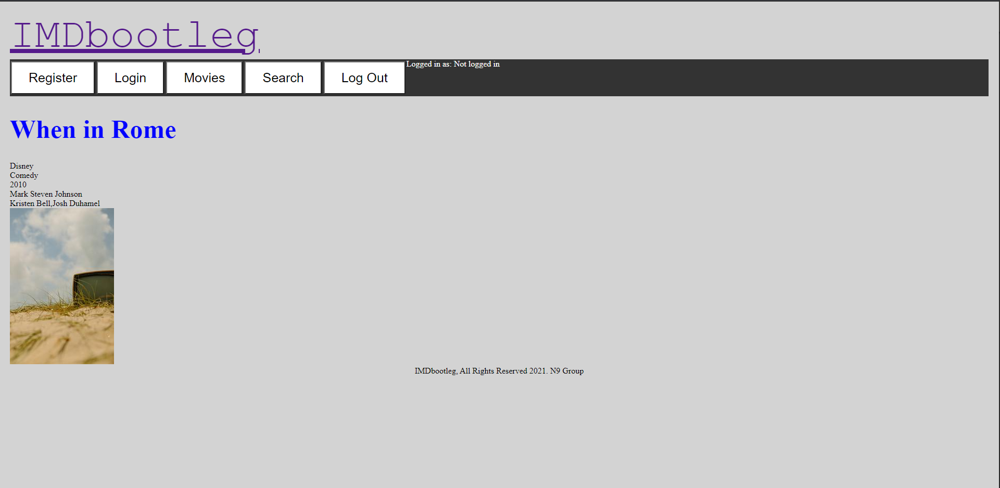 IMDbootleg
Register Login Movies Search Log Out Logged in as: Not logged in
When in Rome
Disney
Comedy
2010
Mark Steven Johnson
Kristen Bell,Josh Duhamel
IMDbootleg, All Rights Reserved 2021. N9 Group